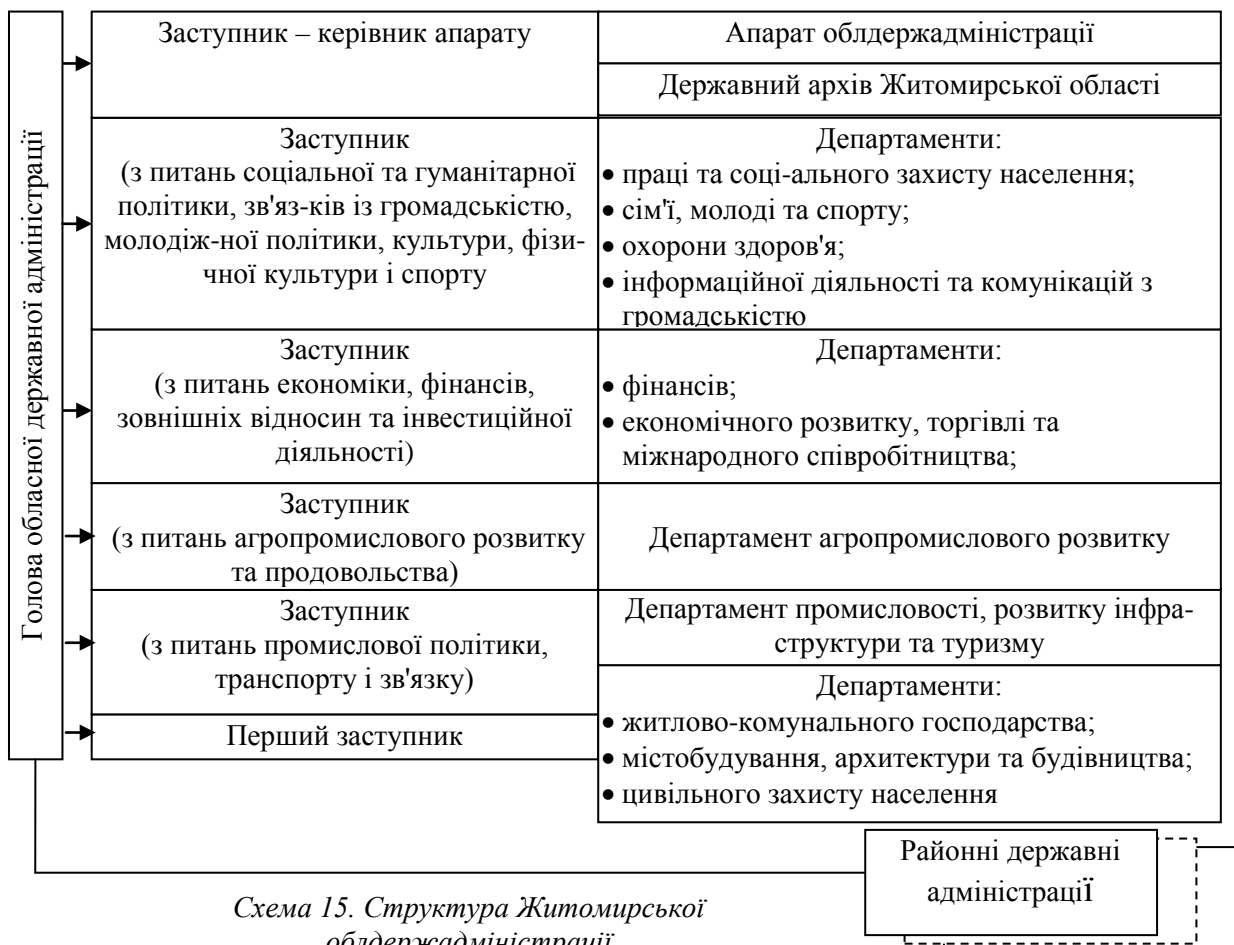 Голова обласної державної адміністрації
Заступник – керівник апарату
Апарат облдержадміністрації
Державний архів Житомирської області
Заступник
(з питань соціальної та гуманітарної
політики, зв'яз-ків із громадськістю,
молодіж-ної політики, культури, фізи-
чної культури і спорту
Департаменти:
• праці та соці-ального захисту населення;
• сім'ї, молоді та спорту;
• охорони здоров'я;
• інформаційної діяльності та комунікацій з
громадськістю
Заступник
(з питань економіки, фінансів,
зовнішніх відносин та інвестиційної
діяльності)
Департаменти:
• фінансів;
• економічного розвитку, торгівлі та
міжнародного співробітництва;
Заступник
(з питань агропромислового розвитку
та продовольства)
Департамент агропромислового розвитку
Заступник
(з питань промислової політики,
транспорту і зв'язку)
Департамент промисловості, розвитку інфра-
структури та туризму
Перший заступник
Департаменти:
• житлово-комунального господарства;
• містобудування, архитектури та будівництва;
• цивільного захисту населення
Районні державні
адміністрації
Схема 15. Структура Житомирської
облдержадміністрації